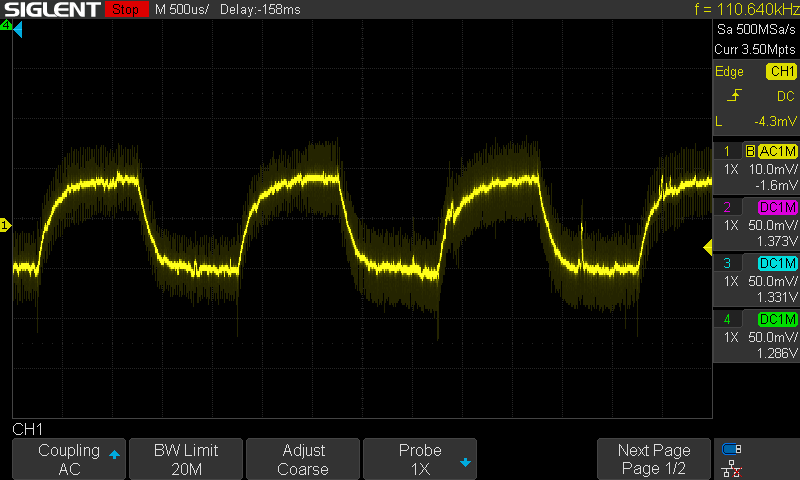 SIGLENT Stop M 500us/ Delay:-158ms f = 110.640kHz
Sa 500MSa/s
Curr 3.50Mpts
Edge CH1
DC
L -4.3mV
1 B AC1M
1X 10.0mV/
-1.6mV
2 DC1M
1X 50.0mV/
1.373V
3 DC1M
1X 50.0mV/
1.331V
4 DC1M
1X 50.0mV/
1.286V
4
1
CH1
Coupling
AC
BW Limit
20M
Adjust
Coarse
Probe
1X
Next Page
Page 1/2